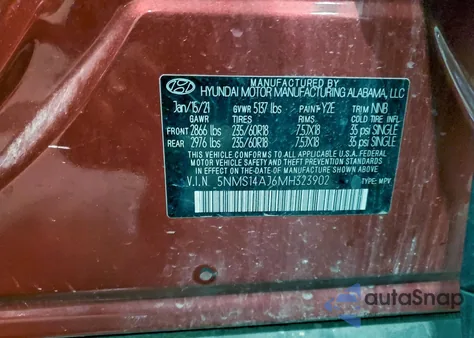 MANUFACTURED BY
HYUNDAI MOTOR MANUFACTURING ALABAMA, LLC
Jan/15/21 GVWR 5137 lbs PAINT Y2E TRIM NNB
GAWR TIRES RIMS COLD TIRE INFL.
FRONT 2866 lbs 235/60R18 7.5JX18 35 psi SINGLE
REAR 2976 lbs 235/60R18 7.5JX18 35 psi SINGLE
THIS VEHICLE CONFORMS TO ALL APPLICABLE U.S. FEDERAL
MOTOR VEHICLE SAFETY AND THEFT PREVENTION STANDARDS
IN EFFECT ON THE DATE OF MANUFACTURE SHOWN ABOVE.
V.I.N 5NMS14AJ6MH323902 TYPE: MPV
autoSnap